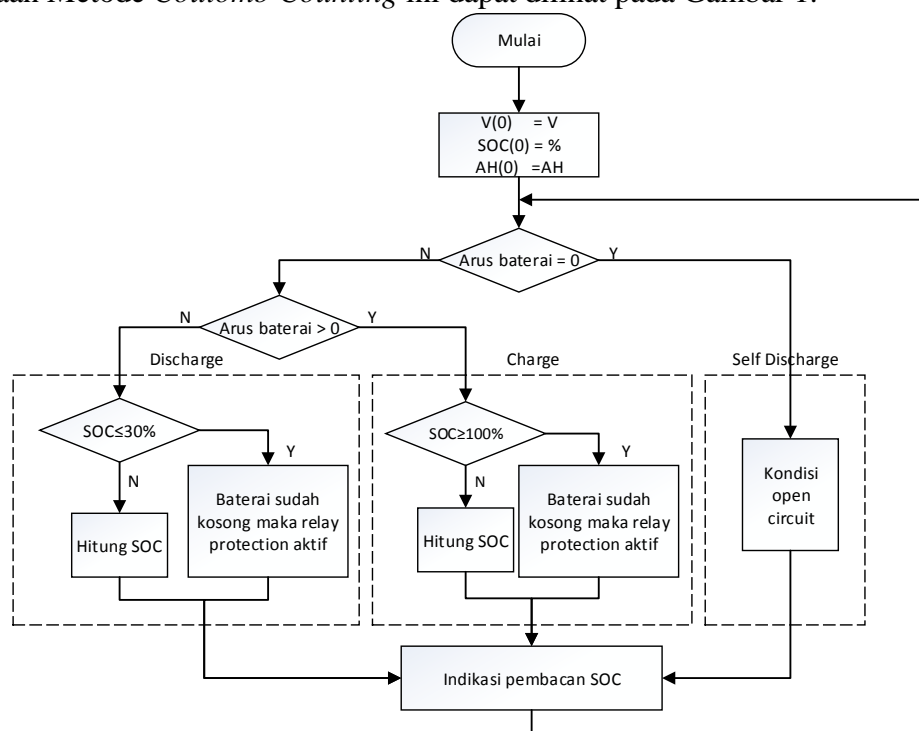 Metode Coulomb Counting ini dapat dilihat pada Gambar 1.
Mulai
V(0) = V
SOC(0) = %
AH(0) =AH
N
Arus baterai = 0
Y
N
Arus baterai > 0
Y
Discharge
Charge
Self Discharge
SOC≤30%
Y
N
Hitung SOC
Baterai sudah
kosong maka relay
protection aktif
SOC≥100%
Y
N
Hitung SOC
Baterai sudah
kosong maka relay
protection aktif
Kondisi
open
circuit
Indikasi pembacan SOC